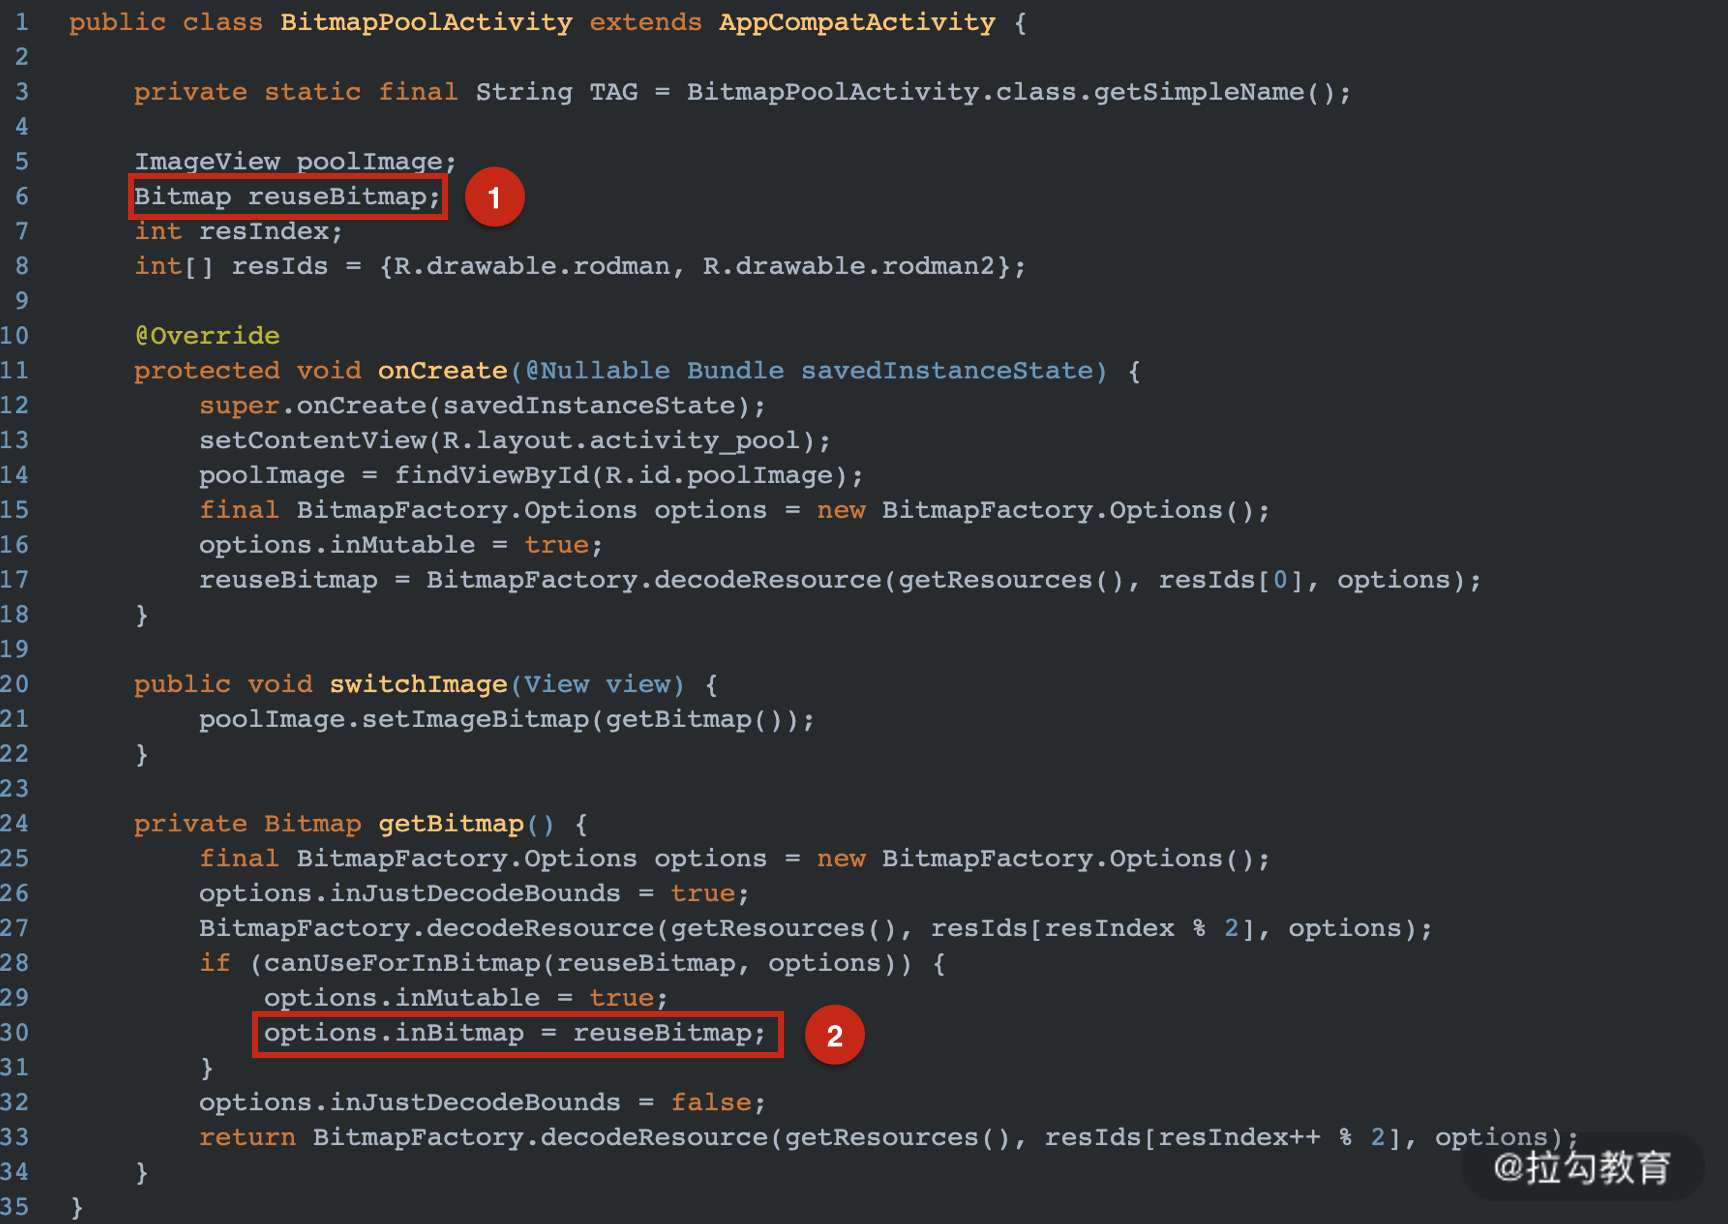 1 public class BitmapPoolActivity extends AppCompatActivity {
2
3 private static final String TAG = BitmapPoolActivity.class.getSimpleName();
4
5 ImageView poolImage;
6 Bitmap reuseBitmap; 1
7 int resIndex;
8 int[] resIds = {R.drawable.rodman, R.drawable.rodman2};
9
10 @Override
11 protected void onCreate(@Nullable Bundle savedInstanceState) {
12 super.onCreate(savedInstanceState);
13 setContentView(R.layout.activity_pool);
14 poolImage = findViewById(R.id.poolImage);
15 final BitmapFactory.Options options = new BitmapFactory.Options();
16 options.inMutable = true;
17 reuseBitmap = BitmapFactory.decodeResource(getResources(), resIds[0], options);
18 }
19
20 public void switchImage(View view) {
21 poolImage.setImageBitmap(getBitmap());
22 }
23
24 private Bitmap getBitmap() {
25 final BitmapFactory.Options options = new BitmapFactory.Options();
26 options.inJustDecodeBounds = true;
27 BitmapFactory.decodeResource(getResources(), resIds[resIndex % 2], options);
28 if (canUseForInBitmap(reuseBitmap, options)) {
29 options.inMutable = true;
30 options.inBitmap = reuseBitmap; 2
31 }
32 options.inJustDecodeBounds = false;
33 return BitmapFactory.decodeResource(getResources(), resIds[resIndex++ % 2], options);
34 }
35 }
@拉勾教育